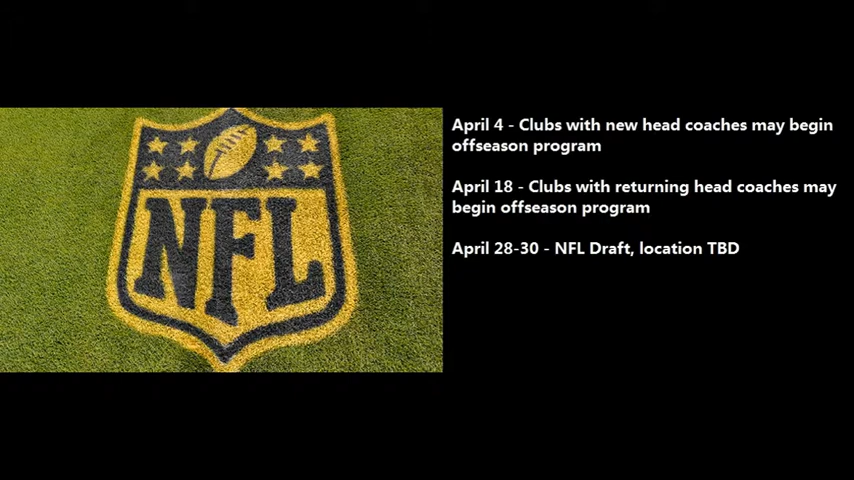 NFL
April 4 - Clubs with new head coaches may begin
offseason program
April 18 - Clubs with returning head coaches may
begin offseason program
April 28-30 - NFL Draft, location TBD